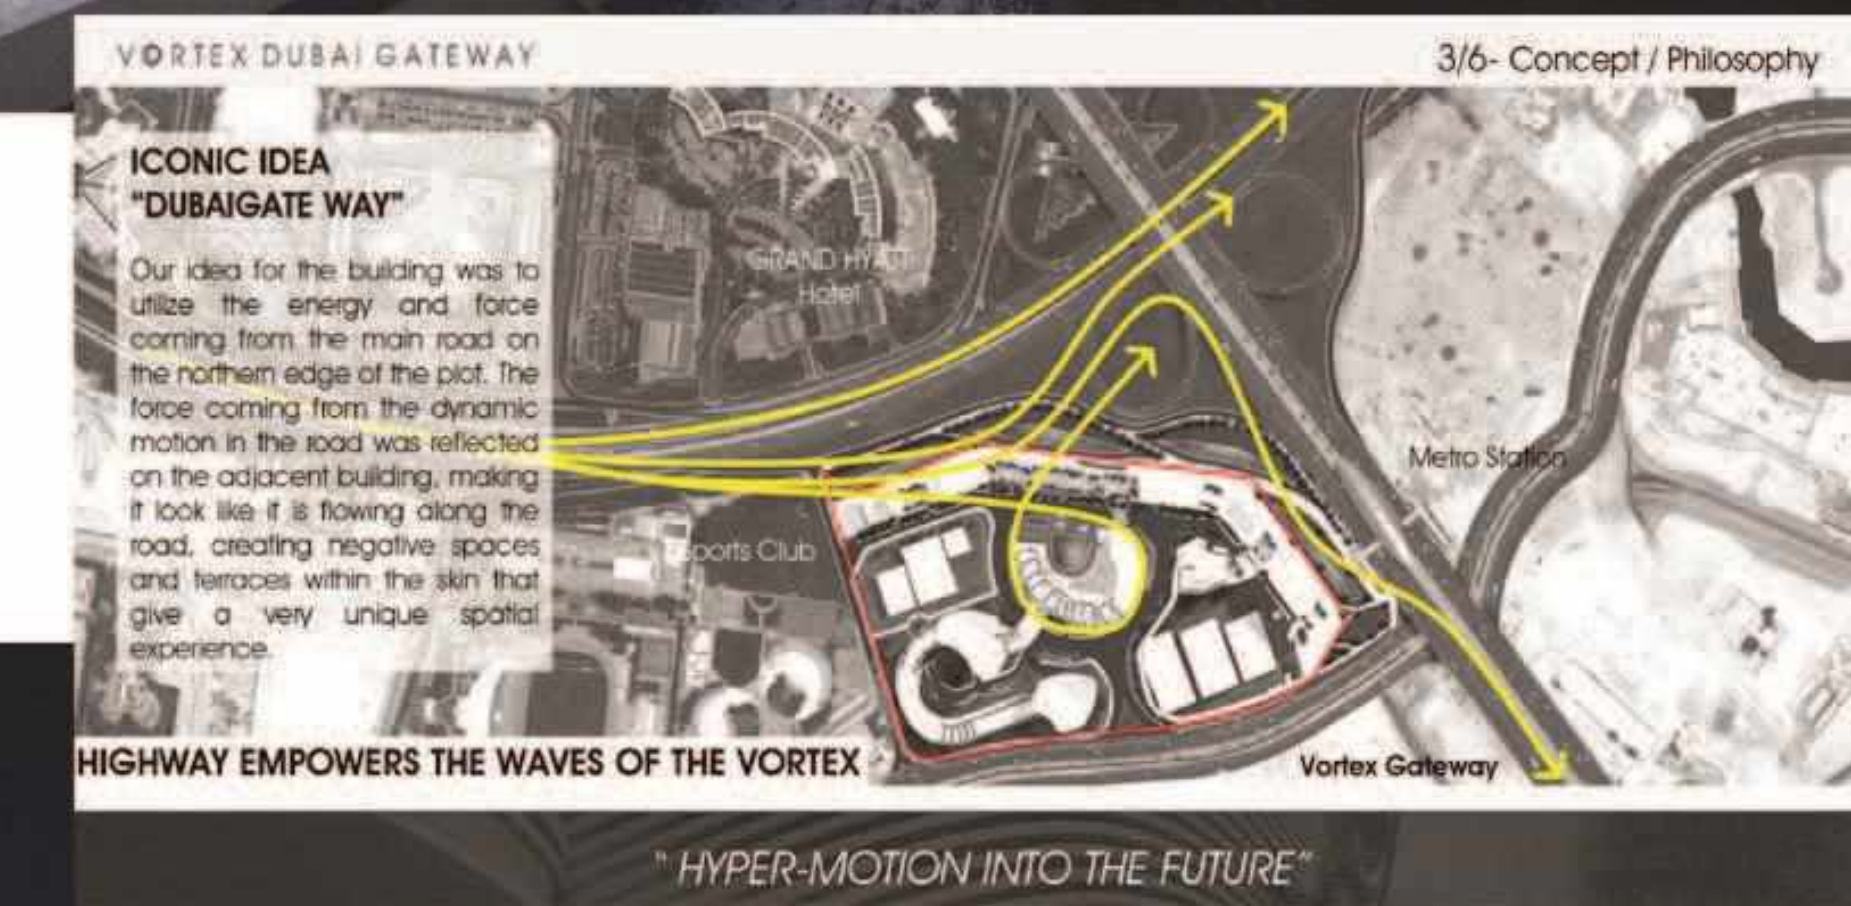 VORTEX DUBAI GATEWAY
3/6- Concept / Philosophy
ICONIC IDEA
"DUBAIGATE WAY"
Our idea for the building was to
utilize the energy and force
coming from the main road on
the northern edge of the plot. The
force coming from the dynamic
motion in the road was reflected
on the adjacent building, making
it look like it is flowing along the
road, creating negative spaces
and terraces within the skin that
give a very unique spatial
experience.
GRAND HYATT
Hotel
Metro Station
Sports Club
HIGHWAY EMPOWERS THE WAVES OF THE VORTEX
Vortex Gateway
" HYPER-MOTION INTO THE FUTURE"